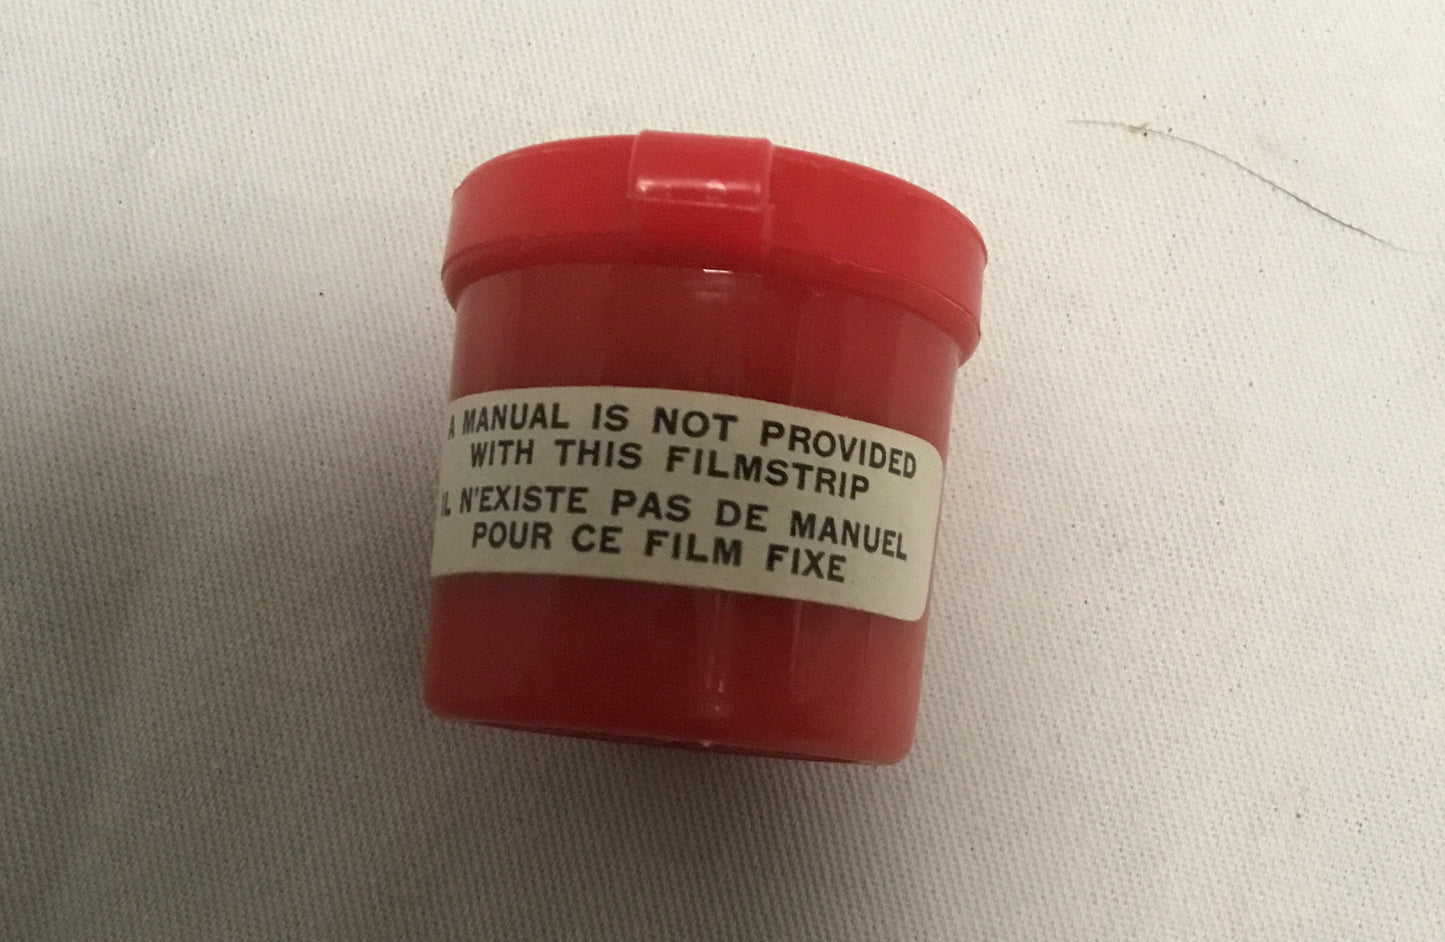 A MANUAL IS NOT PROVIDED
WITH THIS FILMSTRIP
IL N'EXISTE PAS DE MANUEL
POUR CE FILM FIXE